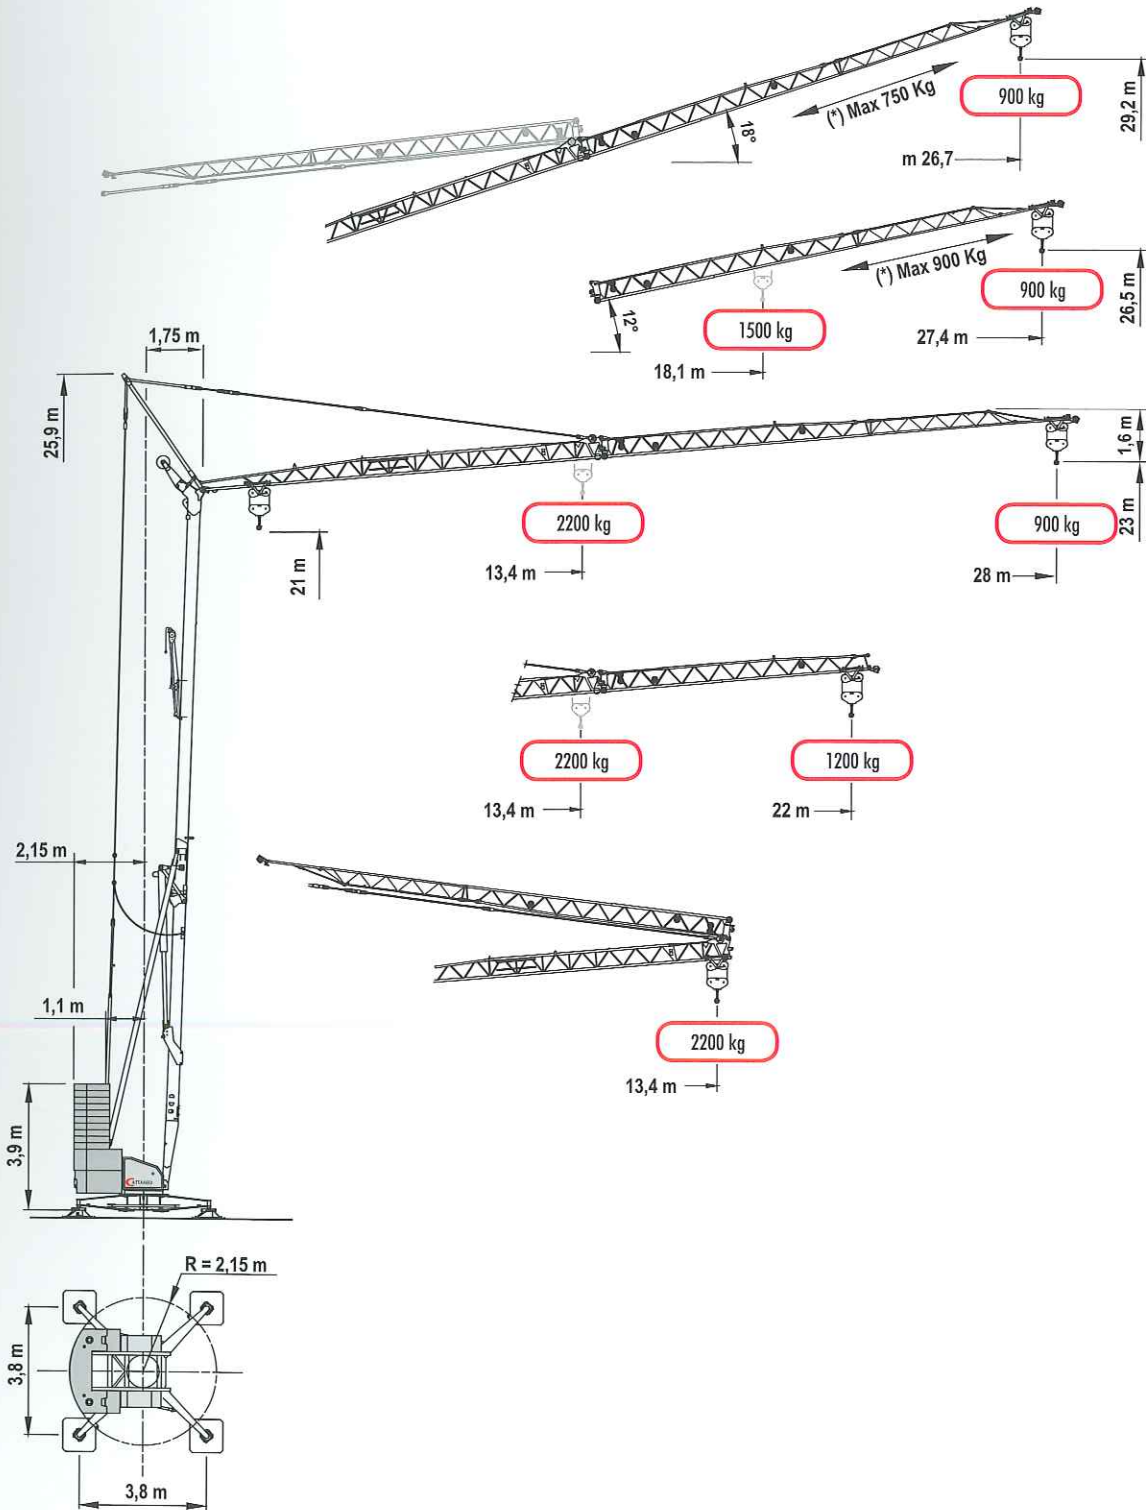 (*) Max 750 Kg
900 kg
29,2 m
18°
m 26,7
(*) Max 900 Kg
900 kg
26,5 m
12°
1500 kg
27,4 m
18,1 m
1,75 m
25,9 m
1,6 m
2200 kg
900 kg
23 m
21 m
13,4 m
28 m
2200 kg
1200 kg
13,4 m
22 m
2,15 m
1,1 m
2200 kg
13,4 m
3,9 m
CATTANEO
R = 2,15 m
3,8 m
3,8 m